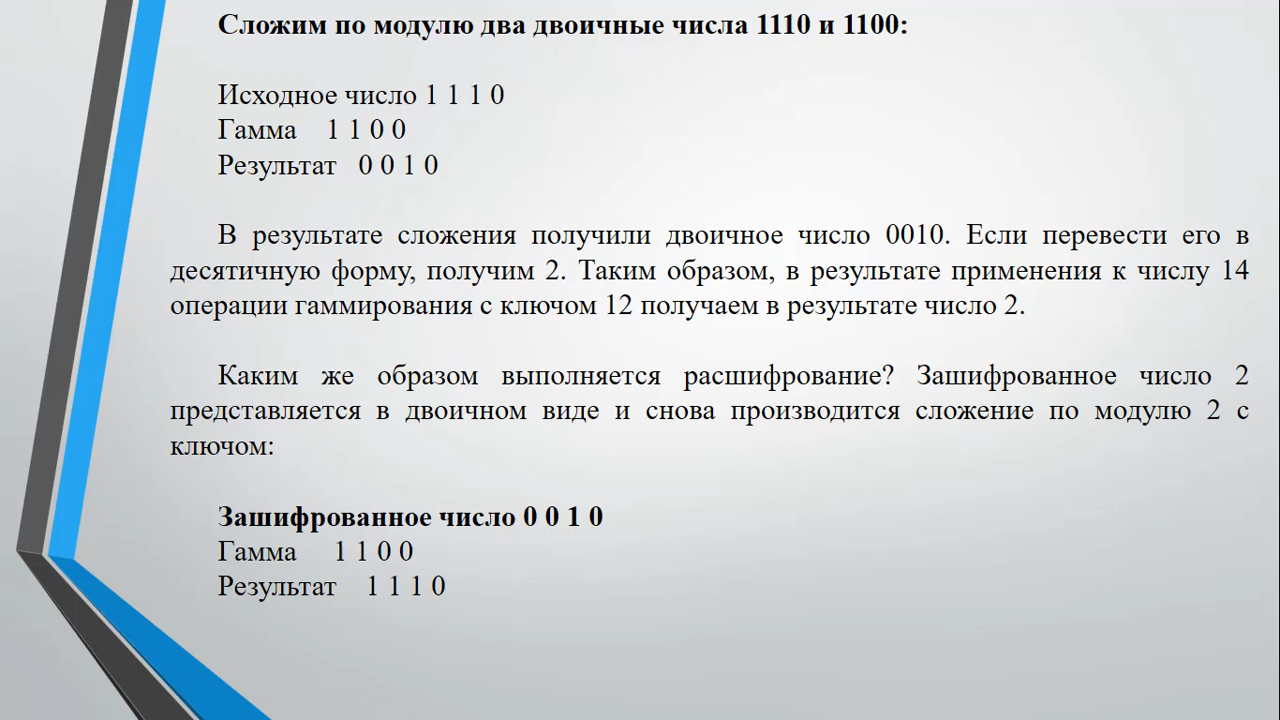 Сложим по модулю два двоичные числа 1110 и 1100:
Исходное число 1 1 1 0
Гамма 1 1 0 0
Результат 0 0 1 0
В результате сложения получили двоичное число 0010. Если перевести его в
десятичную форму, получим 2. Таким образом, в результате применения к числу 14
операции гаммирования с ключом 12 получаем в результате число 2.
Каким же образом выполняется расшифрование? Зашифрованное число 2
представляется в двоичном виде и снова производится сложение по модулю 2 с
ключом:
Зашифрованное число 0 0 1 0
Гамма 1 1 0 0
Результат 1 1 1 0